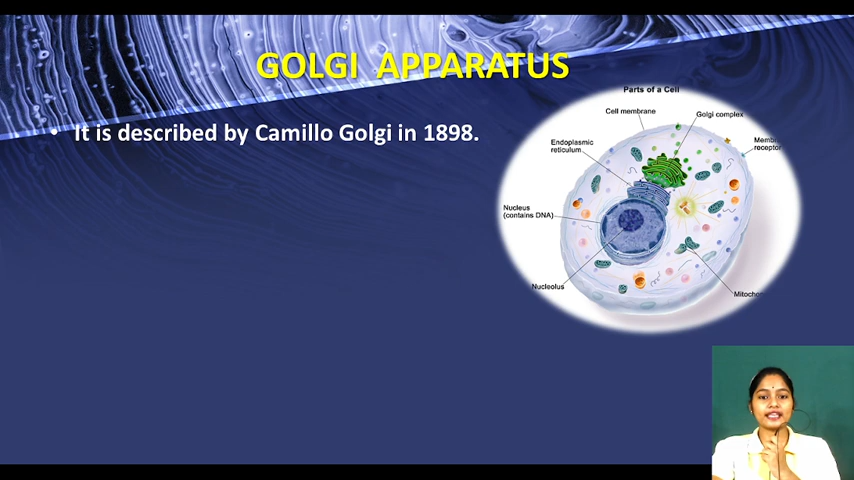 GOLGI APPARATUS
• It is described by Camillo Golgi in 1898.
Parts of a Cell
Cell membrane
Golgi complex
Endoplasmic
reticulum
receptor
Nucleus
(contains DNA)
Nucleolus